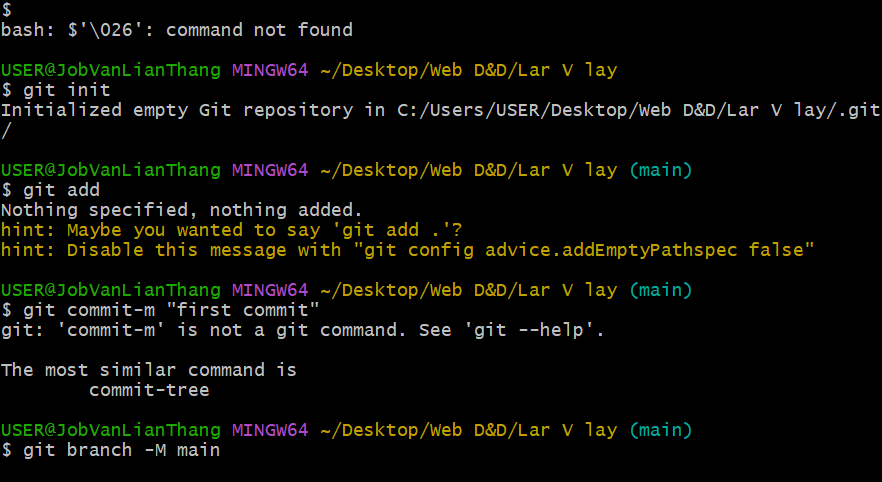 $
bash: $'\026': command not found
USER@JobVanLianThang MINGW64 ~/Desktop/Web D&D/Lar V lay
$ git init
Initialized empty Git repository in C:/Users/USER/Desktop/Web D&D/Lar V lay/.git
/
USER@JobVanLianThang MINGW64 ~/Desktop/Web D&D/Lar V lay (main)
$ git add
Nothing specified, nothing added.
hint: Maybe you wanted to say 'git add .'?
hint: Disable this message with "git config advice.addEmptyPathspec false"
USER@JobVanLianThang MINGW64 ~/Desktop/Web D&D/Lar V lay (main)
$ git commit-m "first commit"
git: 'commit-m' is not a git command. See 'git --help'.
The most similar command is
commit-tree
USER@JobVanLianThang MINGW64 ~/Desktop/Web D&D/Lar V lay (main)
$ git branch -M main